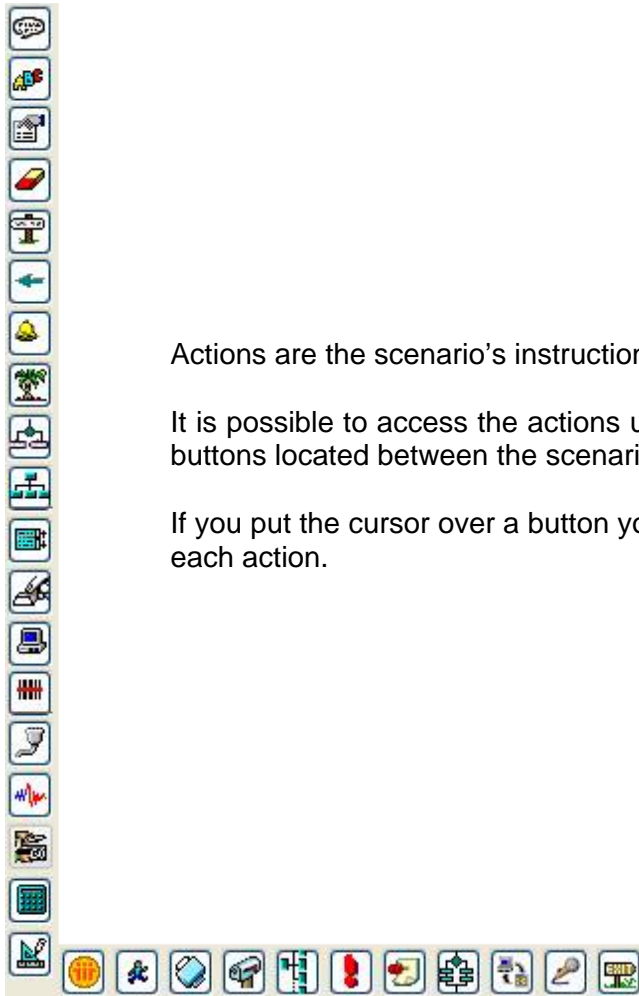 Actions are the scenario’s instruction
It is possible to access the actions u
buttons located between the scenari
If you put the cursor over a button yo
each action.